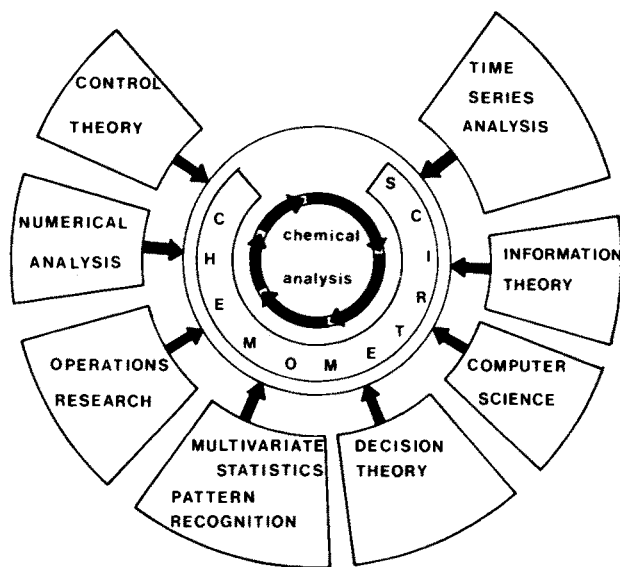 CONTROL
THEORY
TIME
SERIES
ANALYSIS
NUMERICAL
ANALYSIS
INFORMATION
THEORY
OPERATIONS
RESEARCH
COMPUTER
SCIENCE
MULTIVARIATE
STATISTICS
PATTERN
RECOGNITION
DECISION
THEORY
CHEMOMETRICS
chemical
analysis